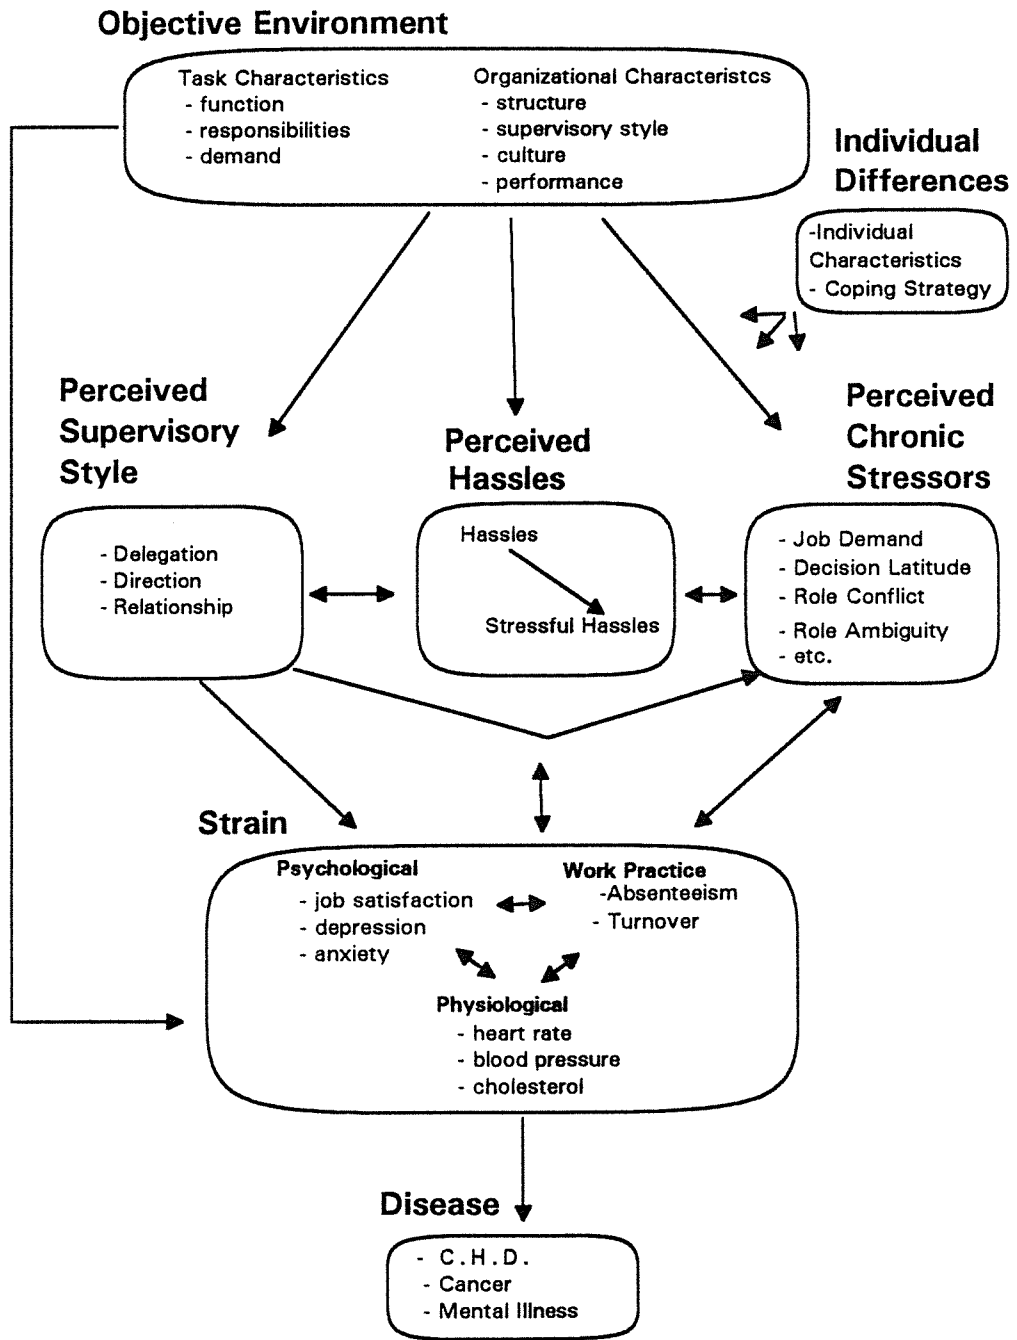 Objective Environment
Task Characteristics
- function
- responsibilities
- demand
Organizational Characteristcs
- structure
- supervisory style
- culture
- performance
Individual
Differences
-Individual
Characteristics
- Coping Strategy
Perceived
Supervisory
Style
- Delegation
- Direction
- Relationship
Perceived
Hassles
Hassles
Stressful Hassles
Perceived
Chronic
Stressors
- Job Demand
- Decision Latitude
- Role Conflict
- Role Ambiguity
- etc.
Strain
Psychological
- job satisfaction
- depression
- anxiety
Work Practice
-Absenteeism
- Turnover
Physiological
- heart rate
- blood pressure
- cholesterol
Disease
- C.H.D.
- Cancer
- Mental Illness